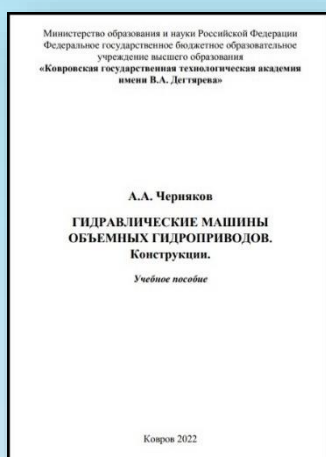 Министерство образования и науки Российской Федерации
Федеральное государственное бюджетное образовательное
учреждение высшего образования
«Ковровская государственная технологическая академия
имени В.А. Дегтярева»
А.А. Черняков
ГИДРАВЛИЧЕСКИЕ МАШИНЫ
ОБЪЕМНЫХ ГИДРОПРИВОДОВ.
Конструкции.
Учебное пособие
Ковров 2022